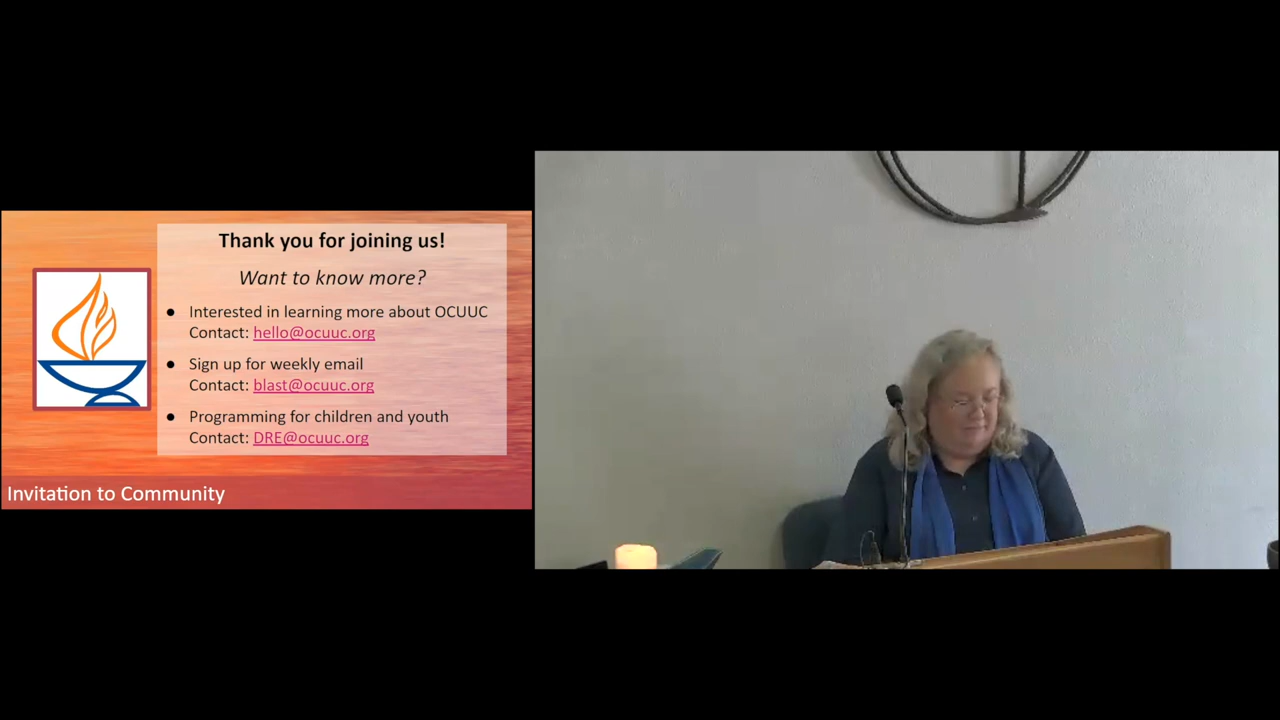 Thank you for joining us!
Want to know more?
● Interested in learning more about OCUUC
Contact: hello@ocuuc.org
● Sign up for weekly email
Contact: blast@ocuuc.org
● Programming for children and youth
Contact: DRE@ocuuc.org
Invitation to Community